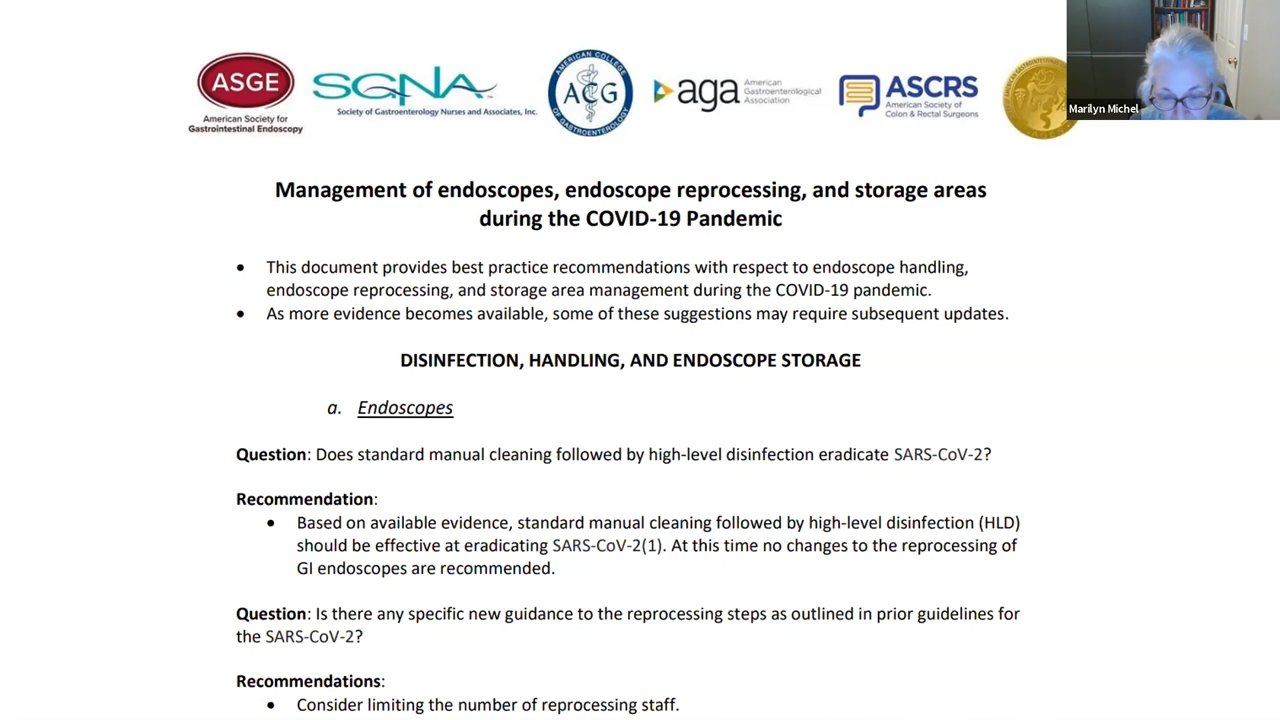 ASGE
American Society for
Gastrointestinal Endoscopy
SGNA
Society of Gastroenterology Nurses and Associates, Inc.
AMERICAN COLLEGE
ACG
OF GASTROENTEROLOGY
aga American
Gastroenterological
Association
ASCRS
American Society of
Colon & Rectal Surgeons
Marilyn Michel
Management of endoscopes, endoscope reprocessing, and storage areas
during the COVID-19 Pandemic
• This document provides best practice recommendations with respect to endoscope handling,
endoscope reprocessing, and storage area management during the COVID-19 pandemic.
• As more evidence becomes available, some of these suggestions may require subsequent updates.
DISINFECTION, HANDLING, AND ENDOSCOPE STORAGE
a. Endoscopes
Question: Does standard manual cleaning followed by high-level disinfection eradicate SARS-CoV-2?
Recommendation:
• Based on available evidence, standard manual cleaning followed by high-level disinfection (HLD)
should be effective at eradicating SARS-CoV-2(1). At this time no changes to the reprocessing of
GI endoscopes are recommended.
Question: Is there any specific new guidance to the reprocessing steps as outlined in prior guidelines for
the SARS-CoV-2?
Recommendations:
• Consider limiting the number of reprocessing staff.